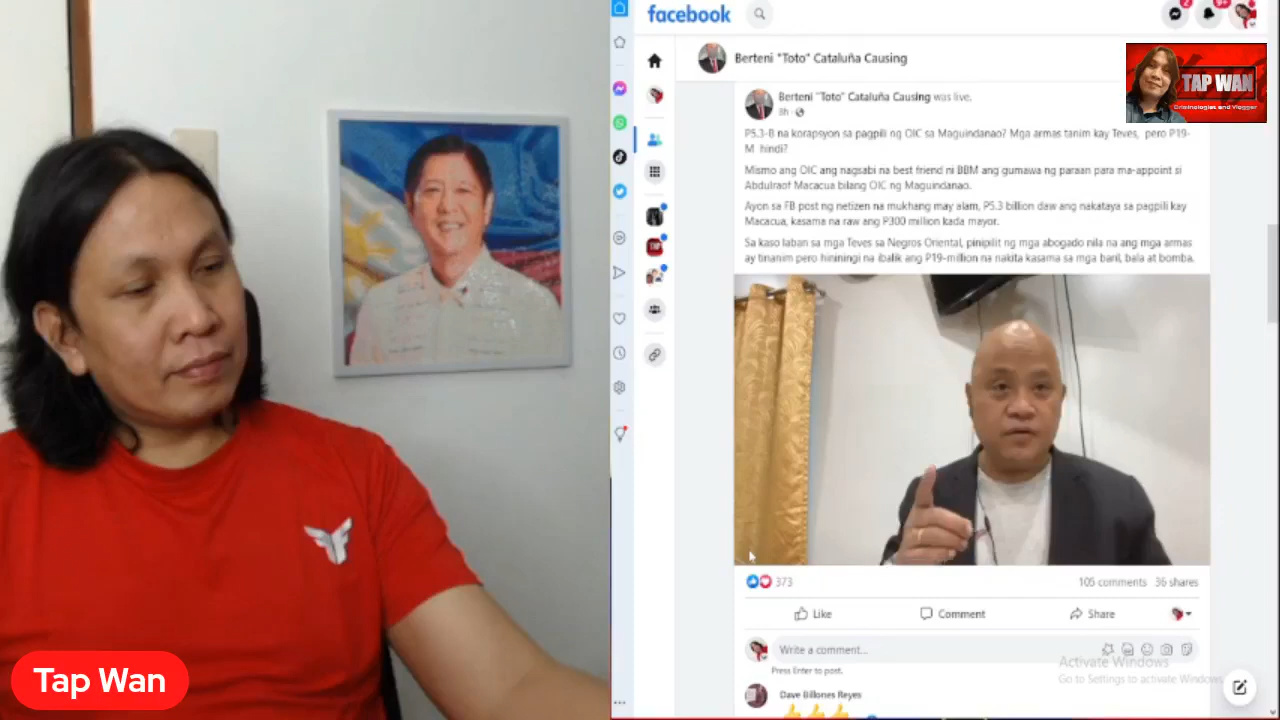 facebook
2
9+
Berteni "Toto" Cataluña Causing
TAP WAN
Criminologist and Vlogger
Berteni "Toto" Cataluña Causing was live.
8h
P5.3-B na korapsyon sa pagpili ng OIC sa Maguindanao? Mga armas tanim kay Teves, pero P19-
M hindi?
Mismo ang OIC ang nagsabi na best friend ni BBM ang gumawa ng paraan para ma-appoint si
Abdulraof Macacua bilang OIC ng Maguindanao.
Ayon sa FB post ng netizen na mukhang may alam, P5.3 billion daw ang nakataya sa pagpili kay
Macacua, kasama na raw ang P300 million kada mayor.
Sa kaso laban sa mga Teves sa Negros Oriental, pinipilit ng mga abogado nila na ang mga armas
ay tinanim pero hinihingi na ibalik ang P19-million na nakita kasama sa mga baril, bala at bomba.
373
105 comments 36 shares
Like
Comment
Share
Write a comment...
Press Enter to post.
Activate Windows
Go to Settings to activate Windows.
Dave Billones Reyes
Tap Wan